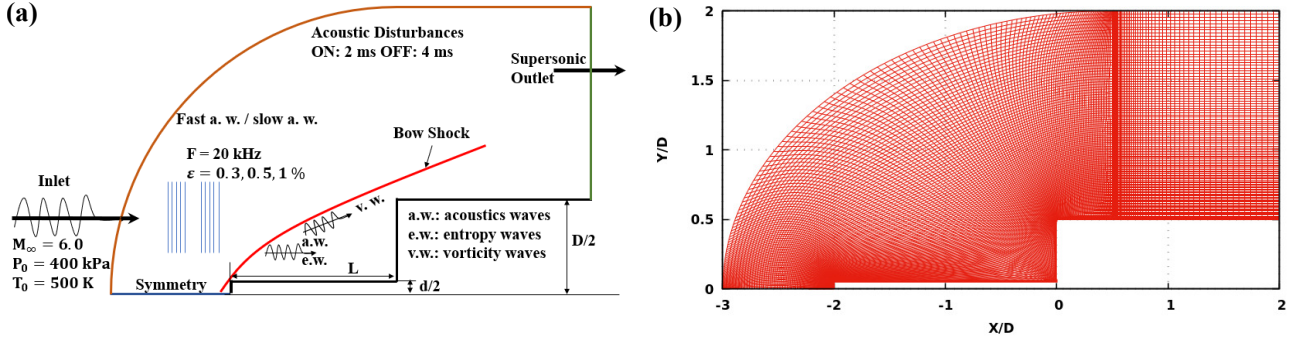 (a)
Acoustic Disturbances
ON: 2 ms OFF: 4 ms
Supersonic
Outlet
Fast a. w. / slow a. w.
Bow Shock
F = 20 kHz
ε = 0.3, 0.5, 1 %
Inlet
v. w.
a.w.: acoustics waves
e.w.: entropy waves
v.w.: vorticity waves
a.w.
e.w.
D/2
M∞ = 6.0
P₀ = 400 kPa
T₀ = 500 K
L
Symmetry
d/2
(b)
2
1.5
1
0.5
0
Y/D
-3
-2
-1
0
1
2
X/D